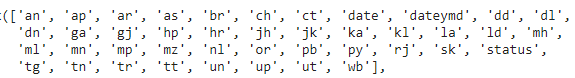 (['an', 'ap', 'ar', 'as', 'br', 'ch', 'ct', 'date', 'dateymd', 'dd', 'dl',
'dn', 'ga', 'gj', 'hp', 'hr', 'jh', 'jk', 'ka', 'kl', 'la', 'ld', 'mh',
'ml', 'mn', 'mp', 'mz', 'nl', 'or', 'pb', 'py', 'rj', 'sk', 'status',
'tg', 'tn', 'tr', 'tt', 'un', 'up', 'ut', 'wb'],